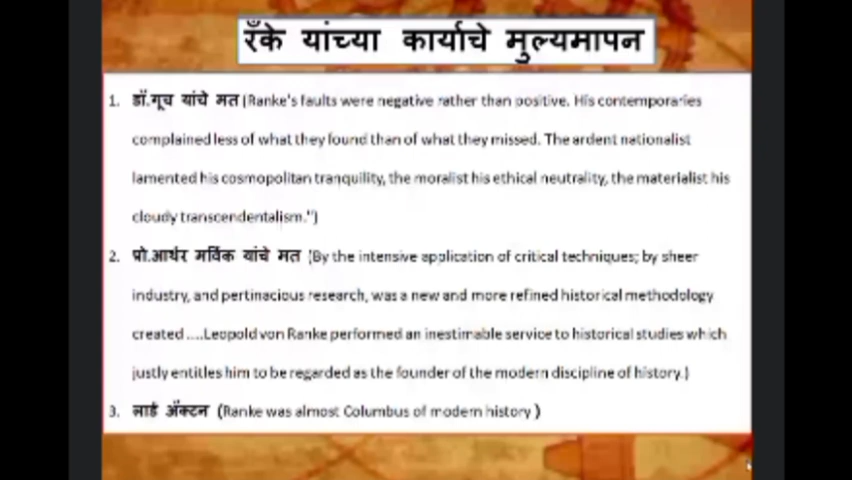 रँके यांच्या कार्याचे मुल्यमापन
1. डॉ.गूच यांचे मत (Ranke's faults were negative rather than positive. His contemporaries
complained less of what they found than of what they missed. The ardent nationalist
lamented his cosmopolitan tranquility, the moralist his ethical neutrality, the materialist his
cloudy transcendentalism.")
2. प्रो.आर्थर मर्विक यांचे मत (By the intensive application of critical techniques; by sheer
industry, and pertinacious research, was a new and more refined historical methodology
created ....Leopold von Ranke performed an inestimable service to historical studies which
justly entitles him to be regarded as the founder of the modern discipline of history.)
3. लार्ड अ‍ॅक्टन (Ranke was almost Columbus of modern history )